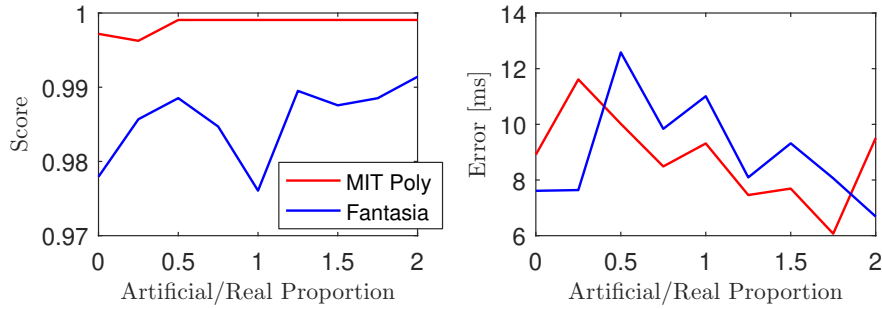 1
0.99
0.98
0.97
Score
0 0.5 1 1.5 2
Artificial/Real Proportion
MIT Poly
Fantasia
14
12
10
8
6
Error [ms]
0 0.5 1 1.5 2
Artificial/Real Proportion